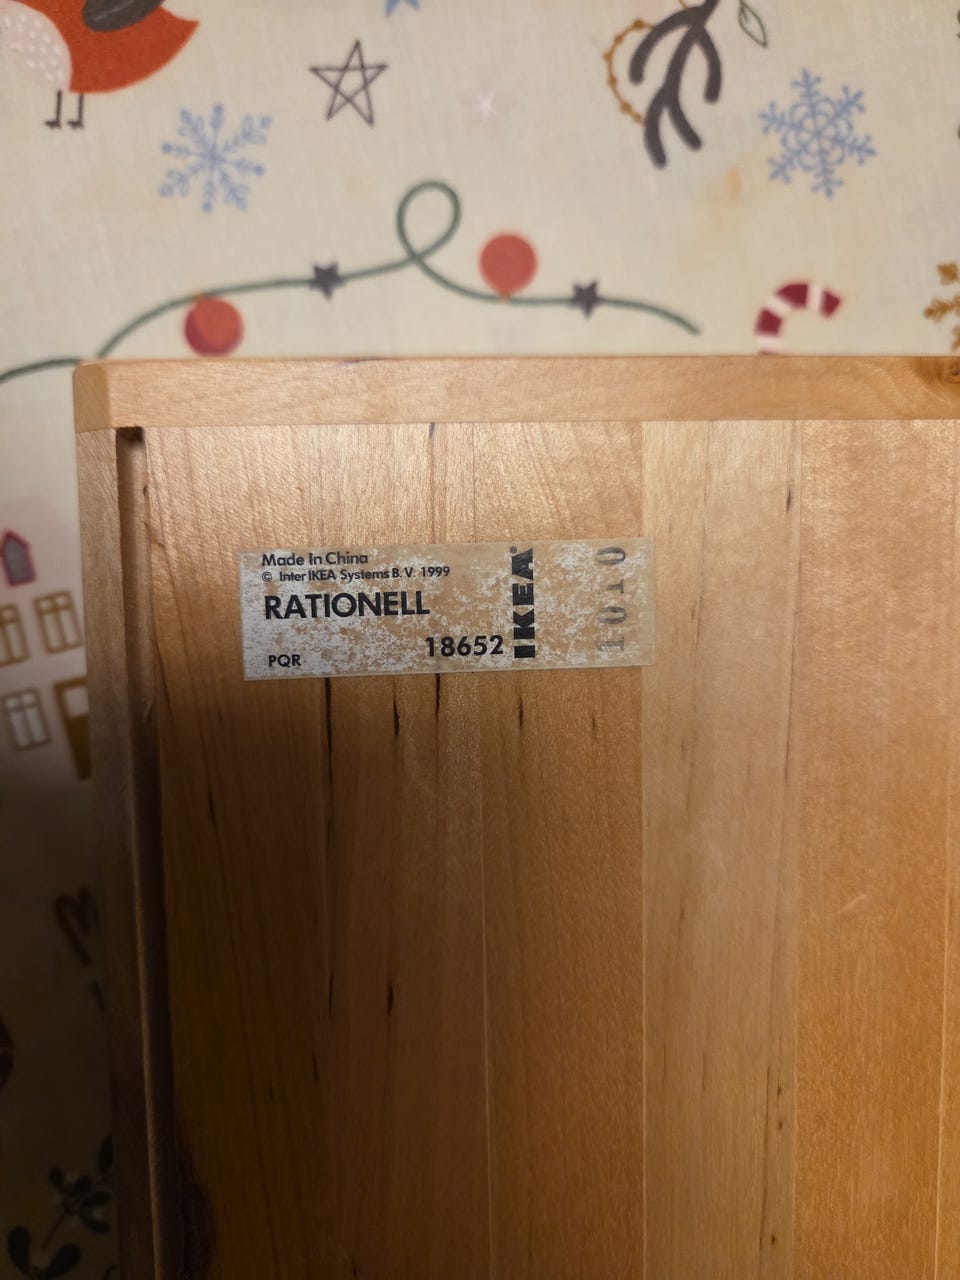 Made In China
© Inter IKEA Systems B. V. 1999
RATIONELL
18652
PQR
IKEA®
1010